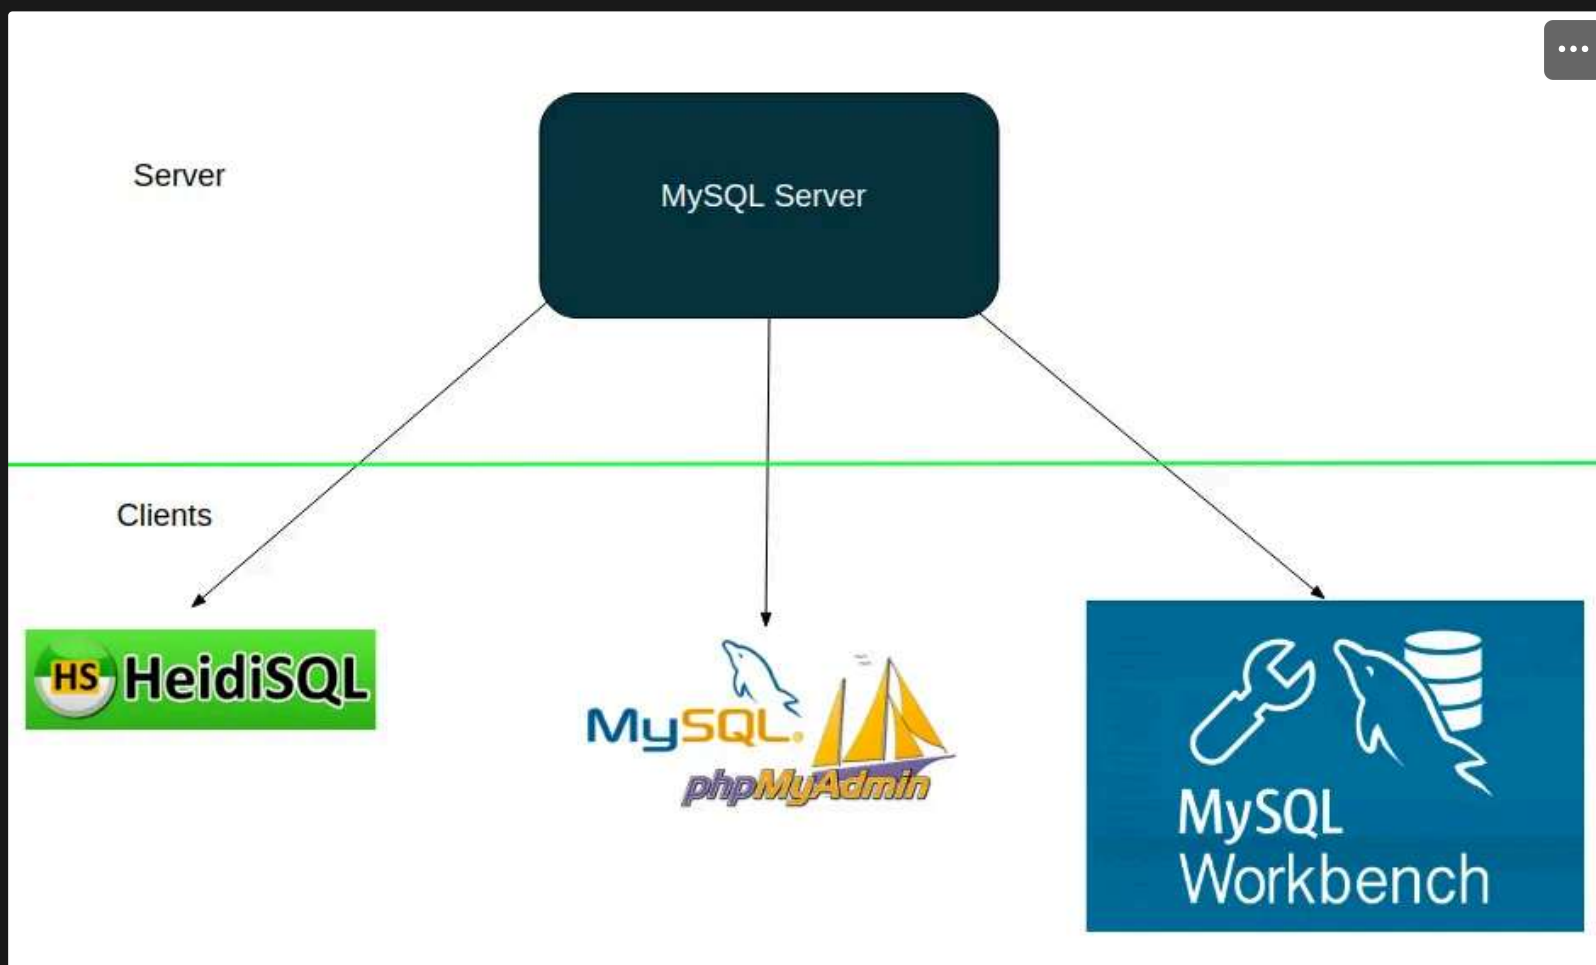 Server
MySQL Server
Clients
HS HeidiSQL
MySQL®
phpMyAdmin
MySQL
Workbench